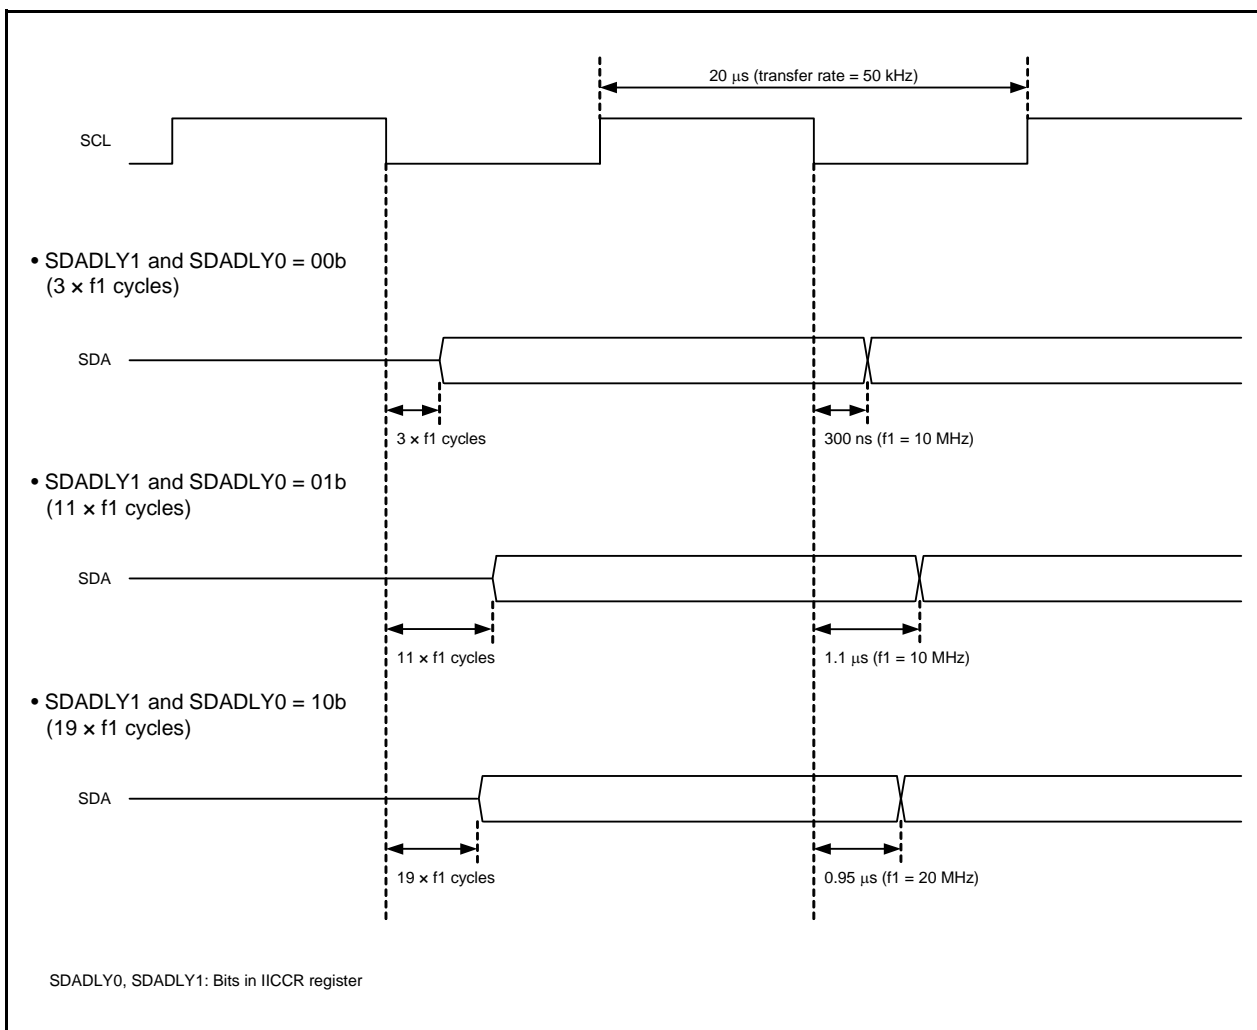 20 μs (transfer rate = 50 kHz)
SCL
• SDADLY1 and SDADLY0 = 00b
(3 × f1 cycles)
SDA
3 × f1 cycles
300 ns (f1 = 10 MHz)
• SDADLY1 and SDADLY0 = 01b
(11 × f1 cycles)
SDA
11 × f1 cycles
1.1 μs (f1 = 10 MHz)
• SDADLY1 and SDADLY0 = 10b
(19 × f1 cycles)
SDA
19 × f1 cycles
0.95 μs (f1 = 20 MHz)
SDADLY0, SDADLY1: Bits in IICCR register